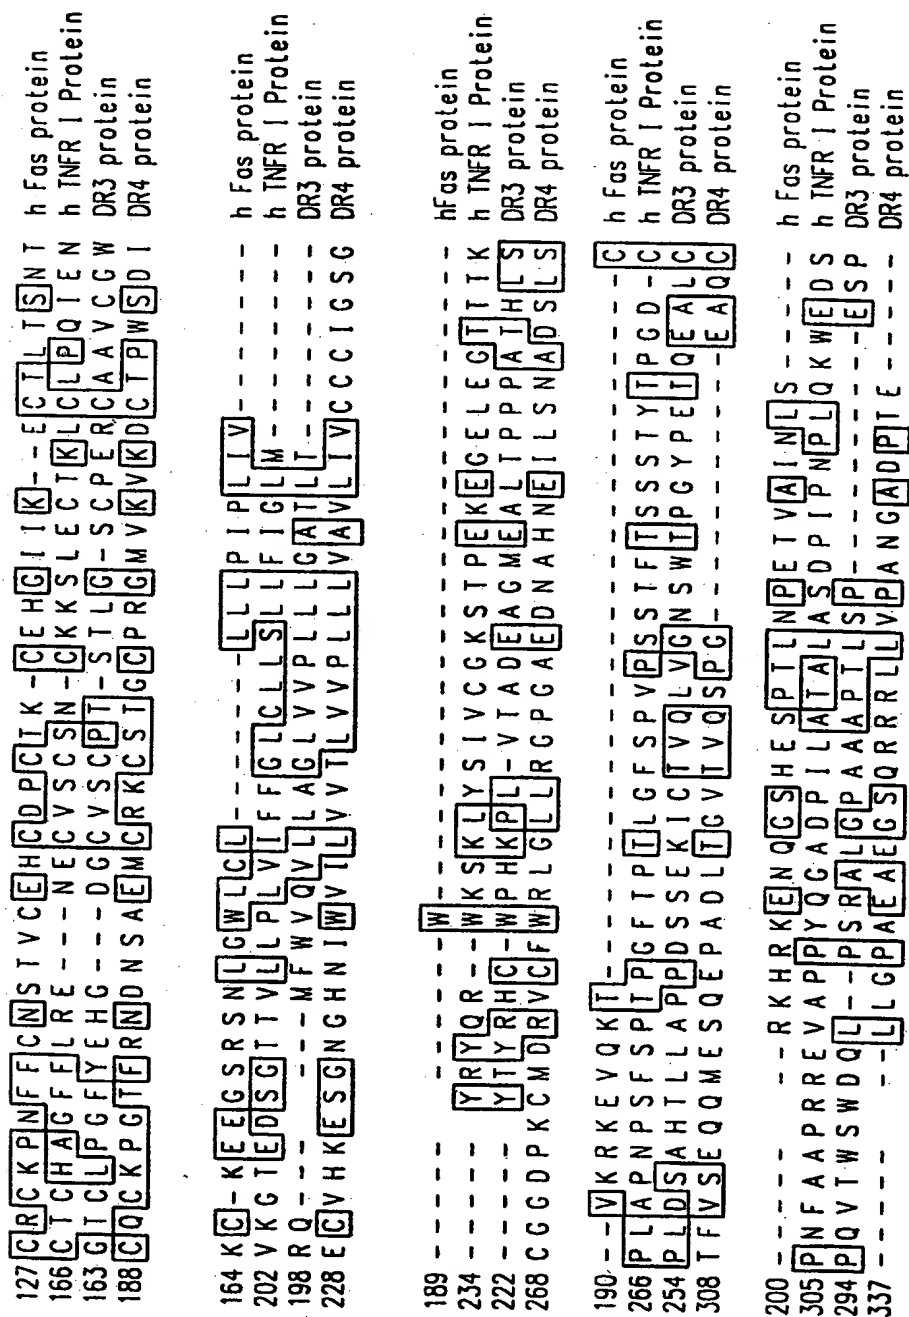 127 C R C K P N F F C N S T V C E H C D P C T K - C E H G I I K - - E C T L T S N T h Fas protein
166 C T C H A G F F L R E - - - N E C V S C S N - C K K S L E C T K L C L P Q I E N h TNFR I Protein
163 G T C L P G F Y E H G - - - D G C V S C P T - S T L G - S C P E R C A A V C G W DR3 protein
188 C Q C K P G T F R N D N S A E M C R K C S T G C P R G M V K V K D C T P W S D I DR4 protein
164 K C - K E E G S R S N L G W L C L - - - - - - - L L L P I P L I V - - - - - - - h Fas protein
202 V K G T E D S G T T V L L P L V I F F G L C L L S L L F I G L M - - - - - - - - h TNFR I Protein
198 R Q - - - - - - - - M F W V Q V L L A G L V V P L L L G A T L T - - - - - - - - DR3 protein
228 E C V H K E S G N G H N I W V I L V V T L V V P L L L V A V L I V C C C I G S G DR4 protein
189 - - - - - - - - - - - - - W - - - - - - - - - - - - - - - - - - - - - - - - - - hFas protein
234 - - - - - - Y R Y Q R - - W K S K L Y S I V C G K S T P E K E G E L E G T T T K h TNFR I Protein
222 - - - - - - Y T Y R H C - W P H K P L - V T A D E A G M E A L T P P P A T H L S DR3 protein
268 C G G D P K C M D R V C F W R L G L L R G P G A E D N A H N E I L S N A D S L S DR4 protein
190 - - V K R K E V Q K T - - - - - - - - - - - - - - - - - - - - - - - - - - - - C h Fas protein
266 P L A P N P S F S P T P G F T P T L G F S P V P S S T F T S S S T Y T P G D - C h TNFR I Protein
254 P L D S A H T L L A P P D S S E K I C T V Q L V G N S W T P G Y P E T Q E A L C DR3 protein
308 T F V S E Q Q M E S Q E P A D L T G V T V Q S P G - - - - - - - - - - - E A Q C DR4 protein
200 - - - - - - - - - R K H R K E N Q G S H E S P T L N P E T V A I N L S - - - - - h Fas protein
305 P N F A A P R R E V A P P Y Q G A D P I L A T A L A S D P I P N P L Q K W E D S h TNFR I Protein
294 P Q V T W S W D Q L - - P S R A L G P A A A P T L S P - - - - - - - - - - E S P DR3 protein
337 - - - - - - - - - L L G P A E A E G S Q R R R L L V P A N G A D P T E - - - - - DR4 protein